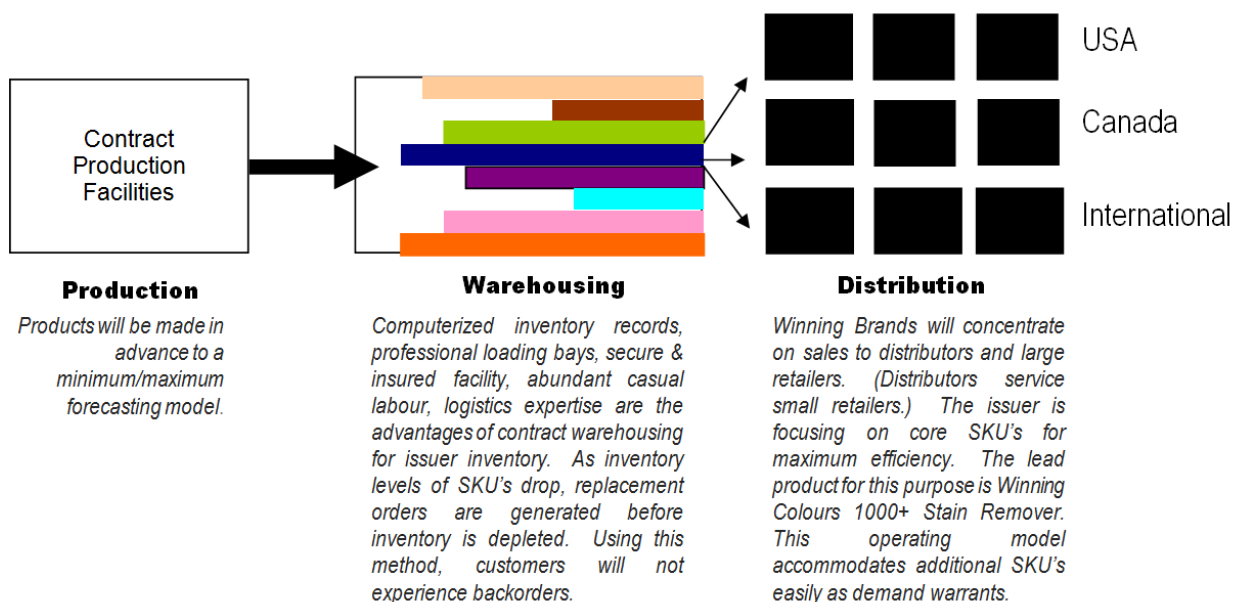 Contract
Production
Facilities
USA
Canada
International
Production
Products will be made in
advance to a
minimum/maximum
forecasting model.
Warehousing
Computerized inventory records,
professional loading bays, secure &
insured facility, abundant casual
labour, logistics expertise are the
advantages of contract warehousing
for issuer inventory. As inventory
levels of SKU's drop, replacement
orders are generated before
inventory is depleted. Using this
method, customers will not
experience backorders.
Distribution
Winning Brands will concentrate
on sales to distributors and large
retailers. (Distributors service
small retailers.) The issuer is
focusing on core SKU's for
maximum efficiency. The lead
product for this purpose is Winning
Colours 1000+ Stain Remover.
This operating model
accommodates additional SKU's
easily as demand warrants.